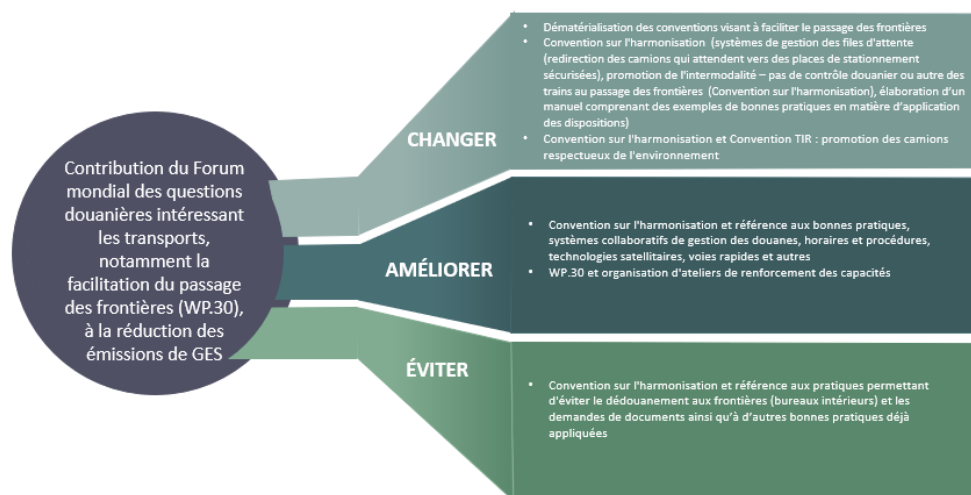 Contribution du Forum
mondial des questions
douanières intéressant
les transports,
notamment la
facilitation du passage
des frontières (WP.30),
à la réduction des
émissions de GES
CHANGER
• Dématérialisation des conventions visant à faciliter le passage des frontières
• Convention sur l'harmonisation (systèmes de gestion des files d'attente
(redirection des camions qui attendent vers des places de stationnement
sécurisées), promotion de l'intermodalité – pas de contrôle douanier ou autre des
trains au passage des frontières (Convention sur l'harmonisation), élaboration d'un
manuel comprenant des exemples de bonnes pratiques en matière d'application
des dispositions)
• Convention sur l'harmonisation et Convention TIR : promotion des camions
respectueux de l'environnement
AMÉLIORER
• Convention sur l'harmonisation et référence aux bonnes pratiques,
systèmes collaboratifs de gestion des douanes, horaires et procédures,
technologies satellitaires, voies rapides et autres
• WP.30 et organisation d'ateliers de renforcement des capacités
ÉVITER
• Convention sur l'harmonisation et référence aux pratiques permettant
d'éviter le dédouanement aux frontières (bureaux intérieurs) et les
demandes de documents ainsi qu'à d'autres bonnes pratiques déjà
appliquées